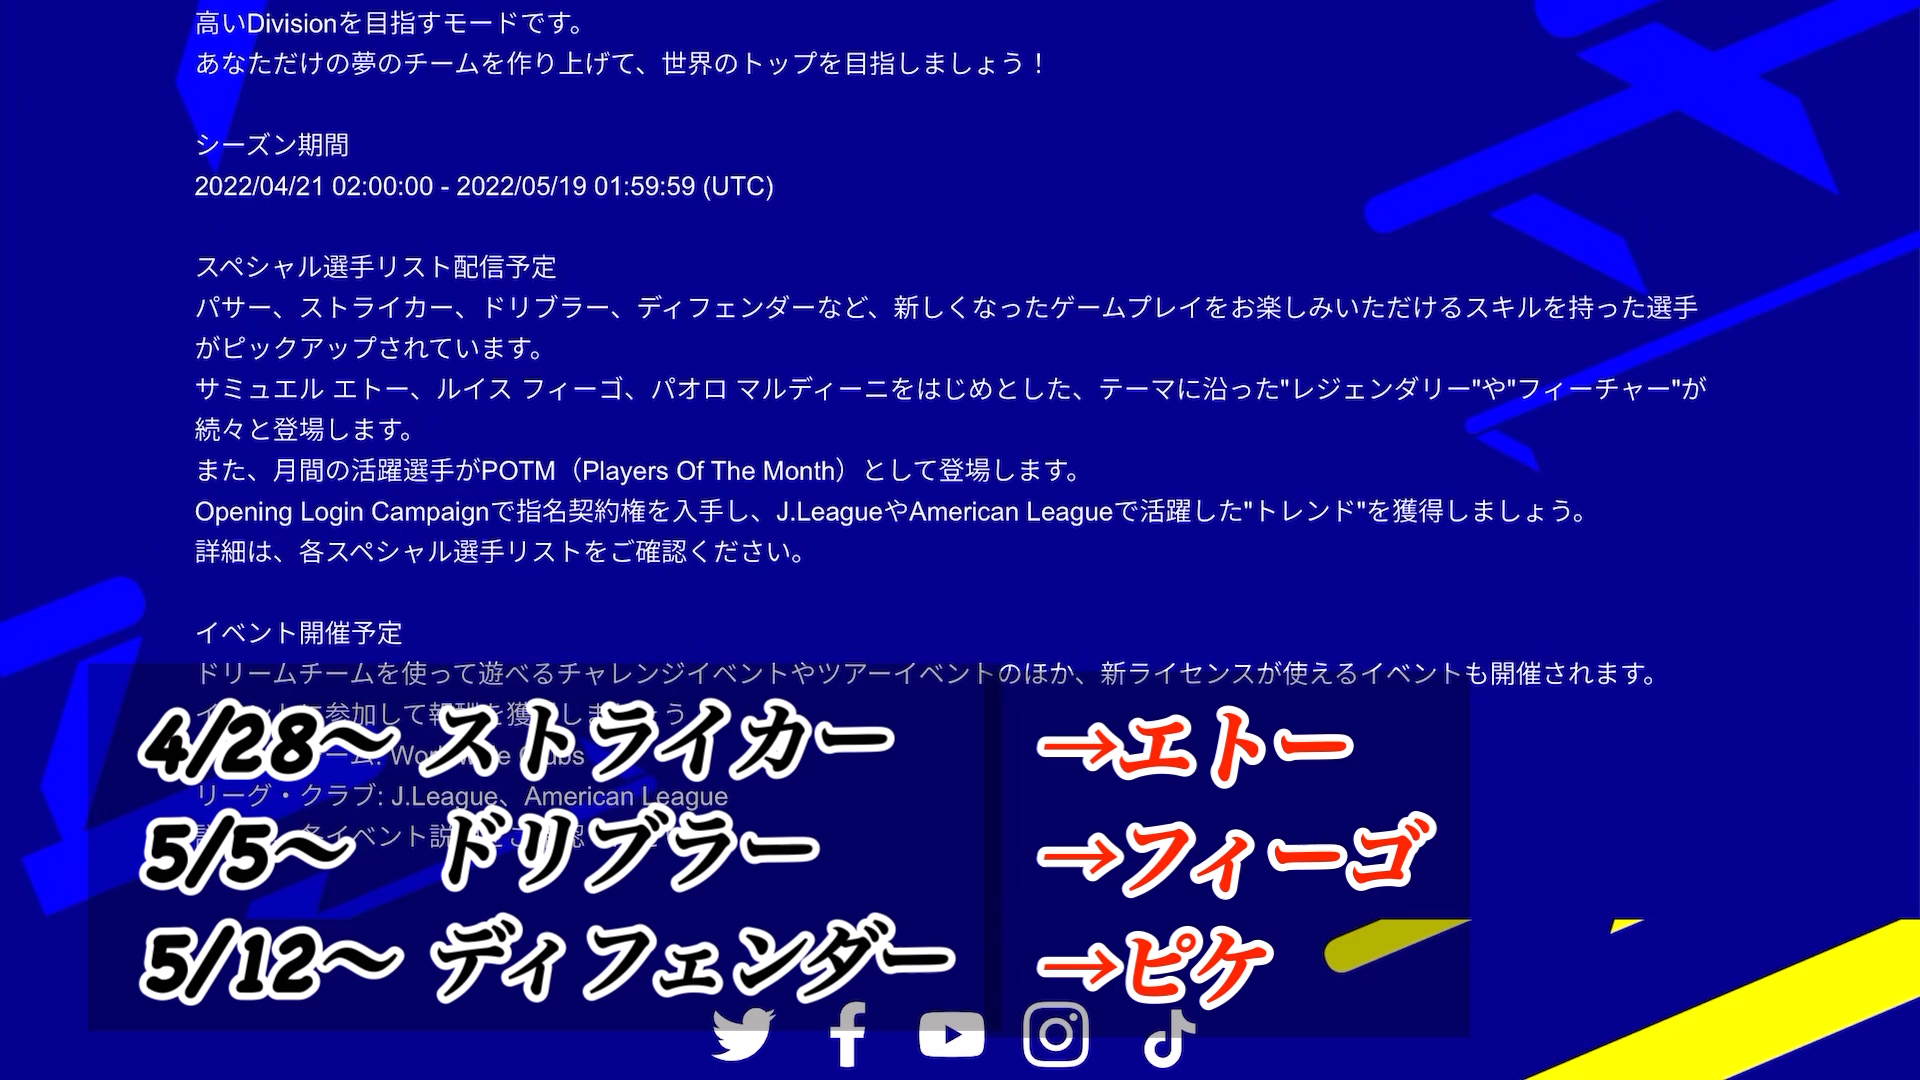 高いDivisionを目指すモードです。
あなただけの夢のチームを作り上げて、世界のトップを目指しましょう！
シーズン期間
2022/04/21 02:00:00 - 2022/05/19 01:59:59 (UTC)
スペシャル選手リスト配信予定
パサー、ストライカー、ドリブラー、ディフェンダーなど、新しくなったゲームプレイをお楽しみいただけるスキルを持った選手
がピックアップされています。
サミュエル エトー、ルイス フィーゴ、パオロ マルディーニをはじめとした、テーマに沿った"レジェンダリー"や"フィーチャー"が
続々と登場します。
また、月間の活躍選手がPOTM（Players Of The Month）として登場します。
Opening Login Campaignで指名契約権を入手し、J.LeagueやAmerican Leagueで活躍した"トレンド"を獲得しましょう。
詳細は、各スペシャル選手リストをご確認ください。
イベント開催予定
ドリームチームを使って遊べるチャレンジイベントやツアーイベントのほか、新ライセンスが使えるイベントも開催されます。
4/28〜 ストライカー →エトー
リーグ・クラブ: J.League、American League
5/5〜 ドリブラー →フィーゴ
5/12〜 ディフェンダー →ピケ